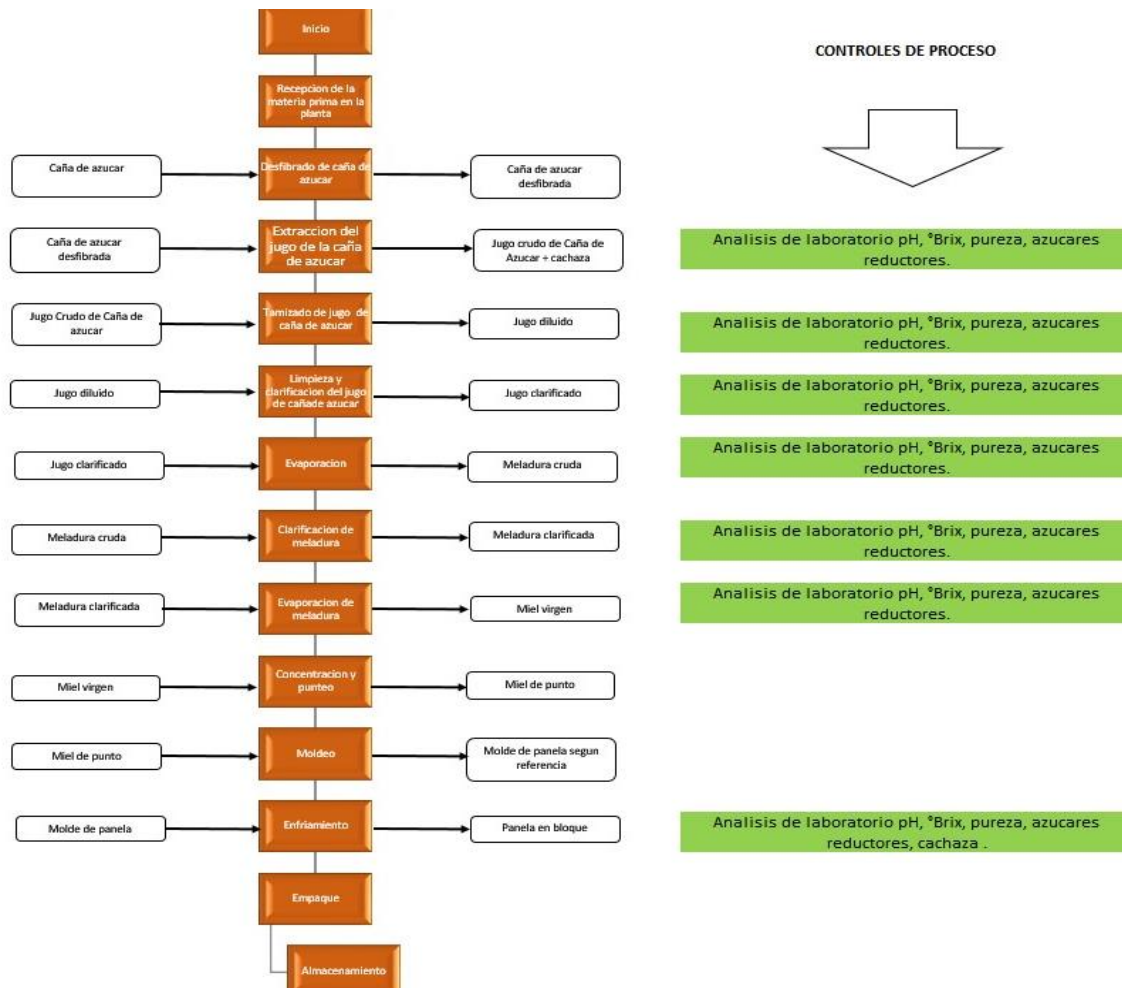 Inicio
CONTROLES DE PROCESO
Recepcion de la
materia prima en la
planta
Caña de azucar
Desfibrado de caña de
azucar
Caña de azucar
desfibrada
Caña de azucar
desfibrada
Extraccion del
jugo de la caña
de azucar
Jugo crudo de Caña de
Azucar + cachaza
Analisis de laboratorio pH, °Brix, pureza, azucares
reductores.
Jugo Crudo de Caña de
azucar
Tamizado de jugo de
caña de azucar
Jugo diluido
Analisis de laboratorio pH, °Brix, pureza, azucares
reductores.
Jugo diluido
Limpieza y
clarificacion del jugo
de cañade azucar
Jugo clarificado
Analisis de laboratorio pH, °Brix, pureza, azucares
reductores.
Jugo clarificado
Evaporacion
Meladura cruda
Analisis de laboratorio pH, °Brix, pureza, azucares
reductores.
Meladura cruda
Clarificacion de
meladura
Meladura clarificada
Analisis de laboratorio pH, °Brix, pureza, azucares
reductores.
Meladura clarificada
Evaporacion de
meladura
Miel virgen
Analisis de laboratorio pH, °Brix, pureza, azucares
reductores.
Miel virgen
Concentracion y
punteo
Miel de punto
Miel de punto
Moldeo
Molde de panela segun
referencia
Molde de panela
Enfriamiento
Panela en bloque
Analisis de laboratorio pH, °Brix, pureza, azucares
reductores, cachaza .
Empaque
Almacenamiento